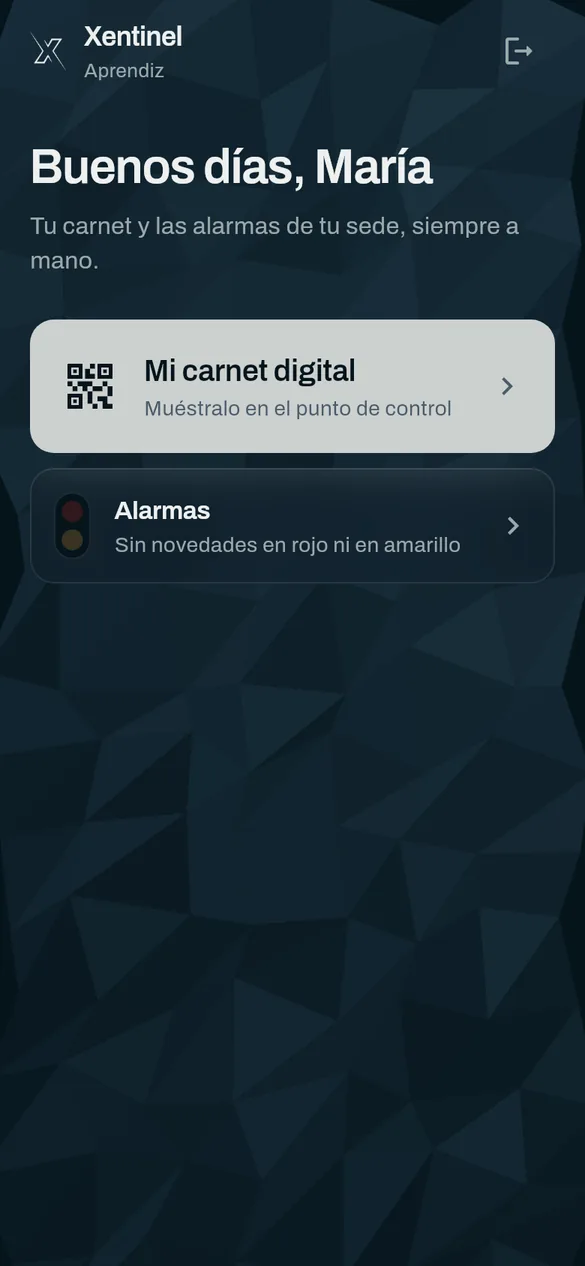 Xentinel
Aprendiz
Buenos días, María
Tu carnet y las alarmas de tu sede, siempre a
mano.
Mi carnet digital
Muéstralo en el punto de control
Alarmas
Sin novedades en rojo ni en amarillo